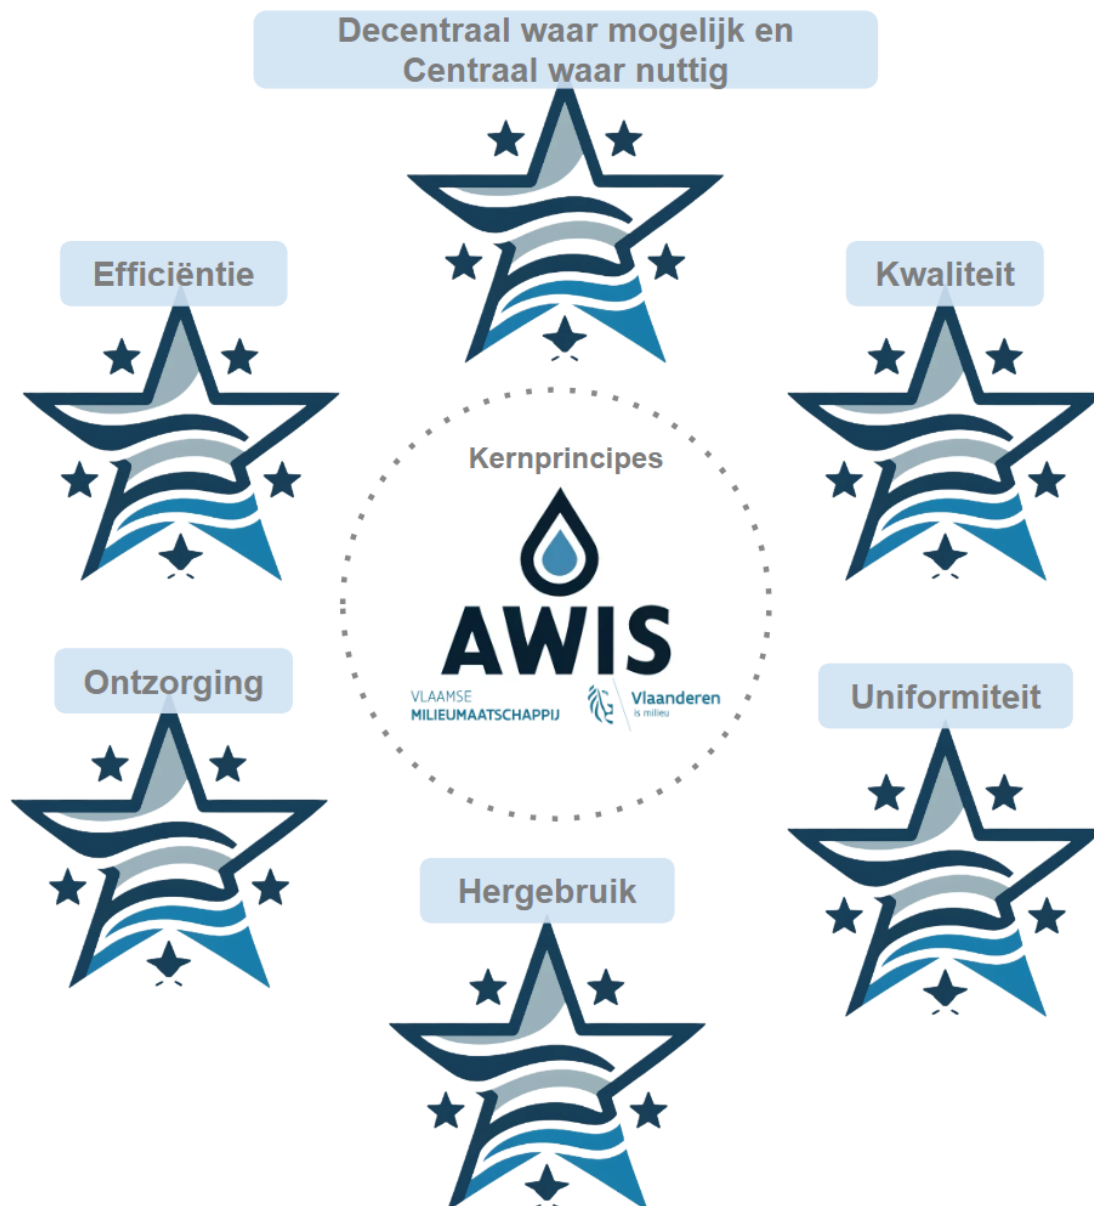 Decentraal waar mogelijk en
Centraal waar nuttig
Efficiëntie
Kwaliteit
Kernprincipes
AWIS
VLAAMSE
MILIEUMAATSCHAPPIJ
Vlaanderen
is milieu
Ontzorging
Uniformiteit
Hergebruik